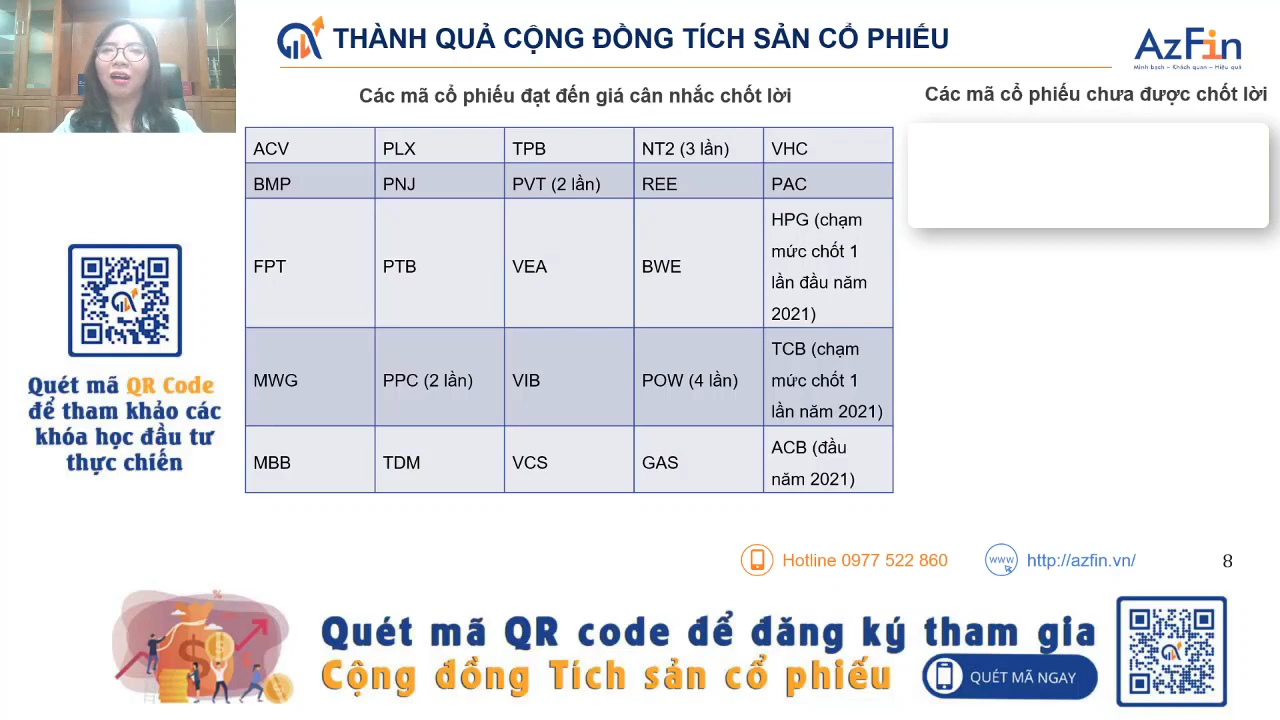 THÀNH QUẢ CỘNG ĐỒNG TÍCH SẢN CỔ PHIẾU
AzFin
Minh bạch – Khách quan – Hiệu quả
Các mã cổ phiếu đạt đến giá cân nhắc chốt lời
Các mã cổ phiếu chưa được chốt lời
ACV PLX TPB NT2 (3 lần) VHC
BMP PNJ PVT (2 lần) REE PAC
FPT PTB VEA BWE HPG (chạm
mức chốt 1
lần đầu năm
2021)
MWG PPC (2 lần) VIB POW (4 lần) TCB (chạm
mức chốt 1
lần năm 2021)
MBB TDM VCS GAS ACB (đầu
năm 2021)
Quét mã QR Code
để tham khảo các
khóa học đầu tư
thực chiến
Hotline 0977 522 860
www
http://azfin.vn/
8
Quét mã QR code để đăng ký tham gia
Cộng đồng Tích sản cổ phiếu
QUÉT MÃ NGAY